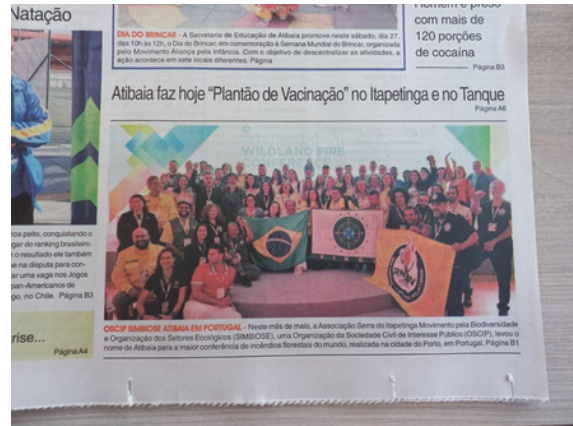 Natação
DIA DO BRINCAR - A Secretaria de Educação de Atibaia promove neste sábado, dia 27,
das 10h às 12h, o Dia do Brincar, em comemoração à Semana Mundial do Brincar, organizada
pelo Movimento Aliança pela Infância. Com o objetivo de descentralizar as atividades, a
ação acontece em sete locais diferentes. Página
Homem é preso
com mais de
120 porções
de cocaína
Página B3
Atibaia faz hoje “Plantão de Vacinação” no Itapetinga e no Tanque
Página A6
WILDLAND FIRE
CONFERENCE
peito, conquistando o
gar do ranking brasileiro.
o resultado ele também
e na disputa para con-
ar uma vaga nos Jogos
an-Americanos de
go, no Chile. Página B3
rise...
Página A4
OSCIP SIMBIOSE ATIBAIA EM PORTUGAL - Neste mês de maio, a Associação Serra do Itapetinga Movimento pela Biodiversidade
e Organização dos Setores Ecológicos (SIMBIOSE), uma Organização da Sociedade Civil de Interesse Público (OSCIP), levou o
nome de Atibaia para a maior conferência de incêndios florestais do mundo, realizada na cidade do Porto, em Portugal. Página B1